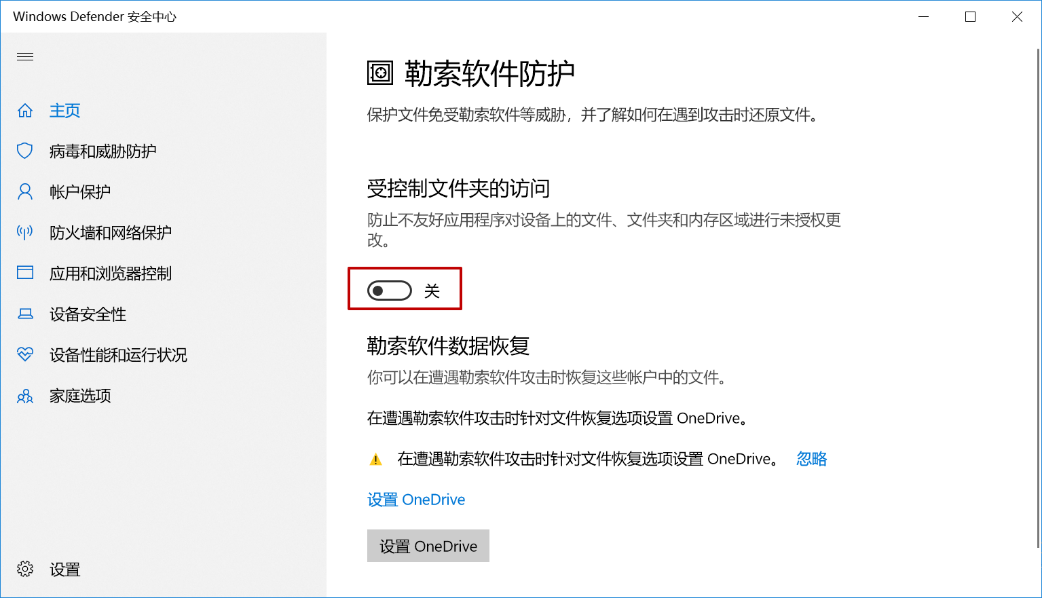 Windows Defender 安全中心
主页
病毒和威胁防护
帐户保护
防火墙和网络保护
应用和浏览器控制
设备安全性
设备性能和运行状况
家庭选项
设置
勒索软件防护
保护文件免受勒索软件等威胁，并了解如何在遇到攻击时还原文件。
受控制文件夹的访问
防止不友好应用程序对设备上的文件、文件夹和内存区域进行未授权更
改。
关
勒索软件数据恢复
你可以在遭遇勒索软件攻击时恢复这些帐户中的文件。
在遭遇勒索软件攻击时针对文件恢复选项设置 OneDrive。
在遭遇勒索软件攻击时针对文件恢复选项设置 OneDrive。 忽略
设置 OneDrive
设置 OneDrive